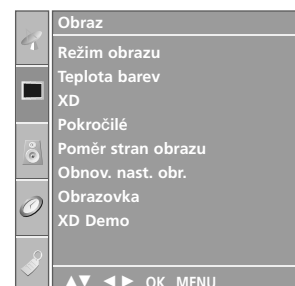 Obraz
Režim obrazu
Teplota barev
XD
Pokročilé
Poměr stran obrazu
Obnov. nast. obr.
Obrazovka
XD Demo
▲▼ ◄► OK MENU